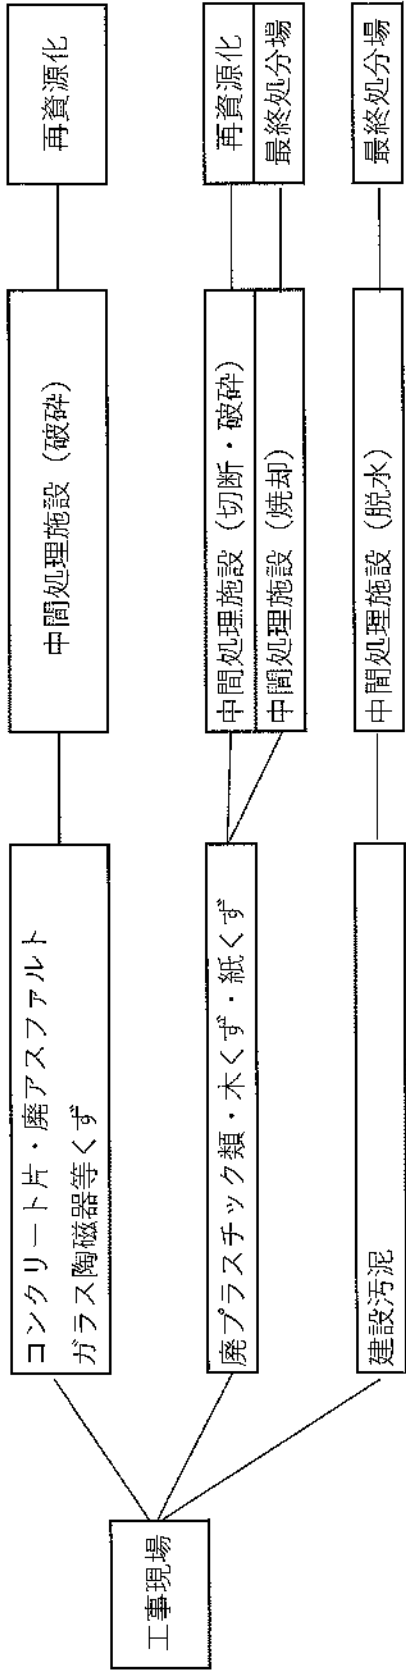 工事現場
コンクリート片・廃アスファルト
ガラス陶磁器等くず
中間処理施設（破砕）
再資源化
廃プラスチック類・木くず・紙くず
中間処理施設（切断・破砕）
再資源化
中間処理施設（焼却）
最終処分場
建設汚泥
中間処理施設（脱水）
最終処分場